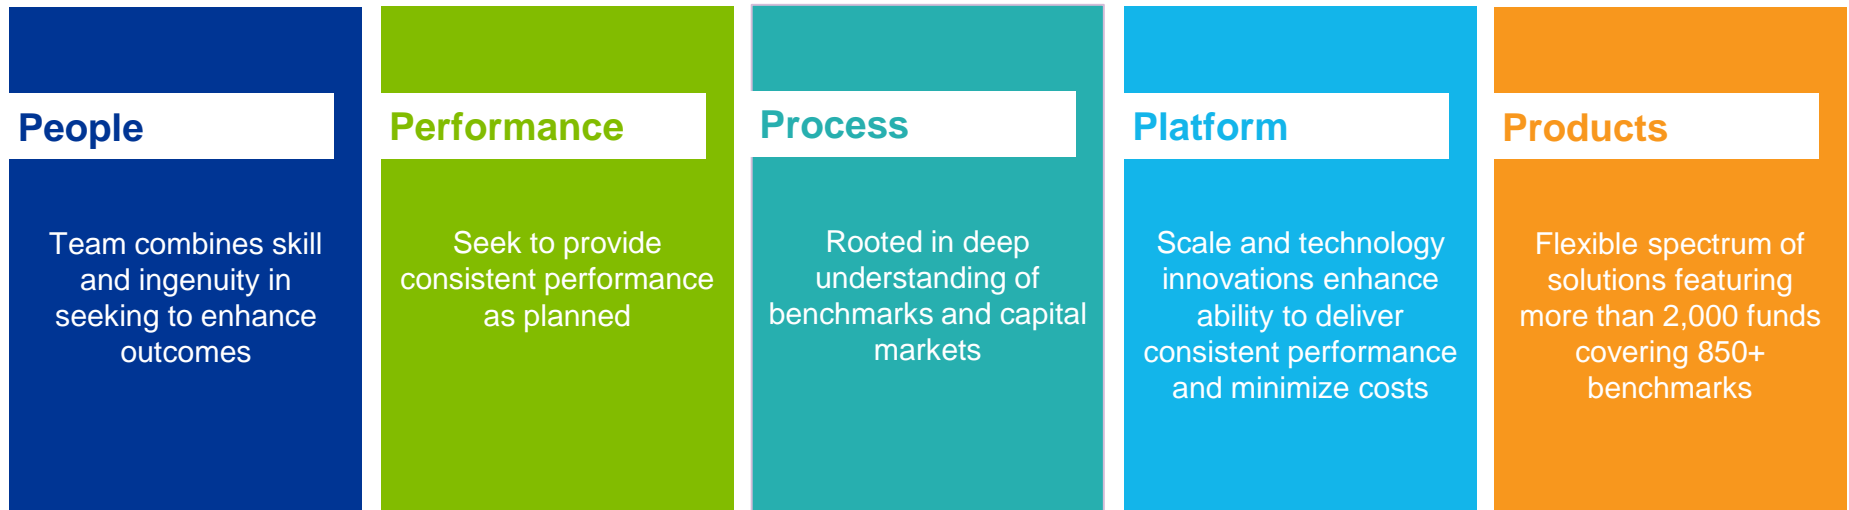 People
Team combines skill
and ingenuity in
seeking to enhance
outcomes
Performance
Seek to provide
consistent performance
as planned
Process
Rooted in deep
understanding of
benchmarks and capital
markets
Platform
Scale and technology
innovations enhance
ability to deliver
consistent performance
and minimize costs
Products
Flexible spectrum of
solutions featuring
more than 2,000 funds
covering 850+
benchmarks